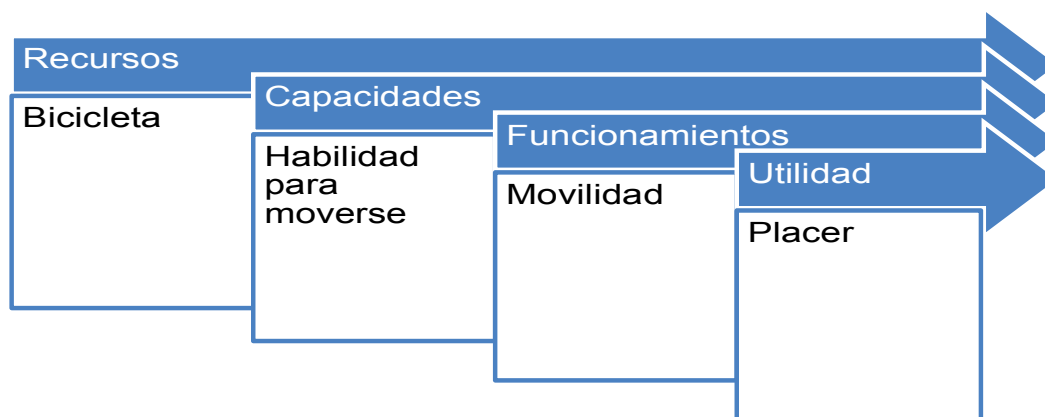 Recursos
Bicicleta
Capacidades
Habilidad
para
moverse
Funcionamientos
Movilidad
Utilidad
Placer